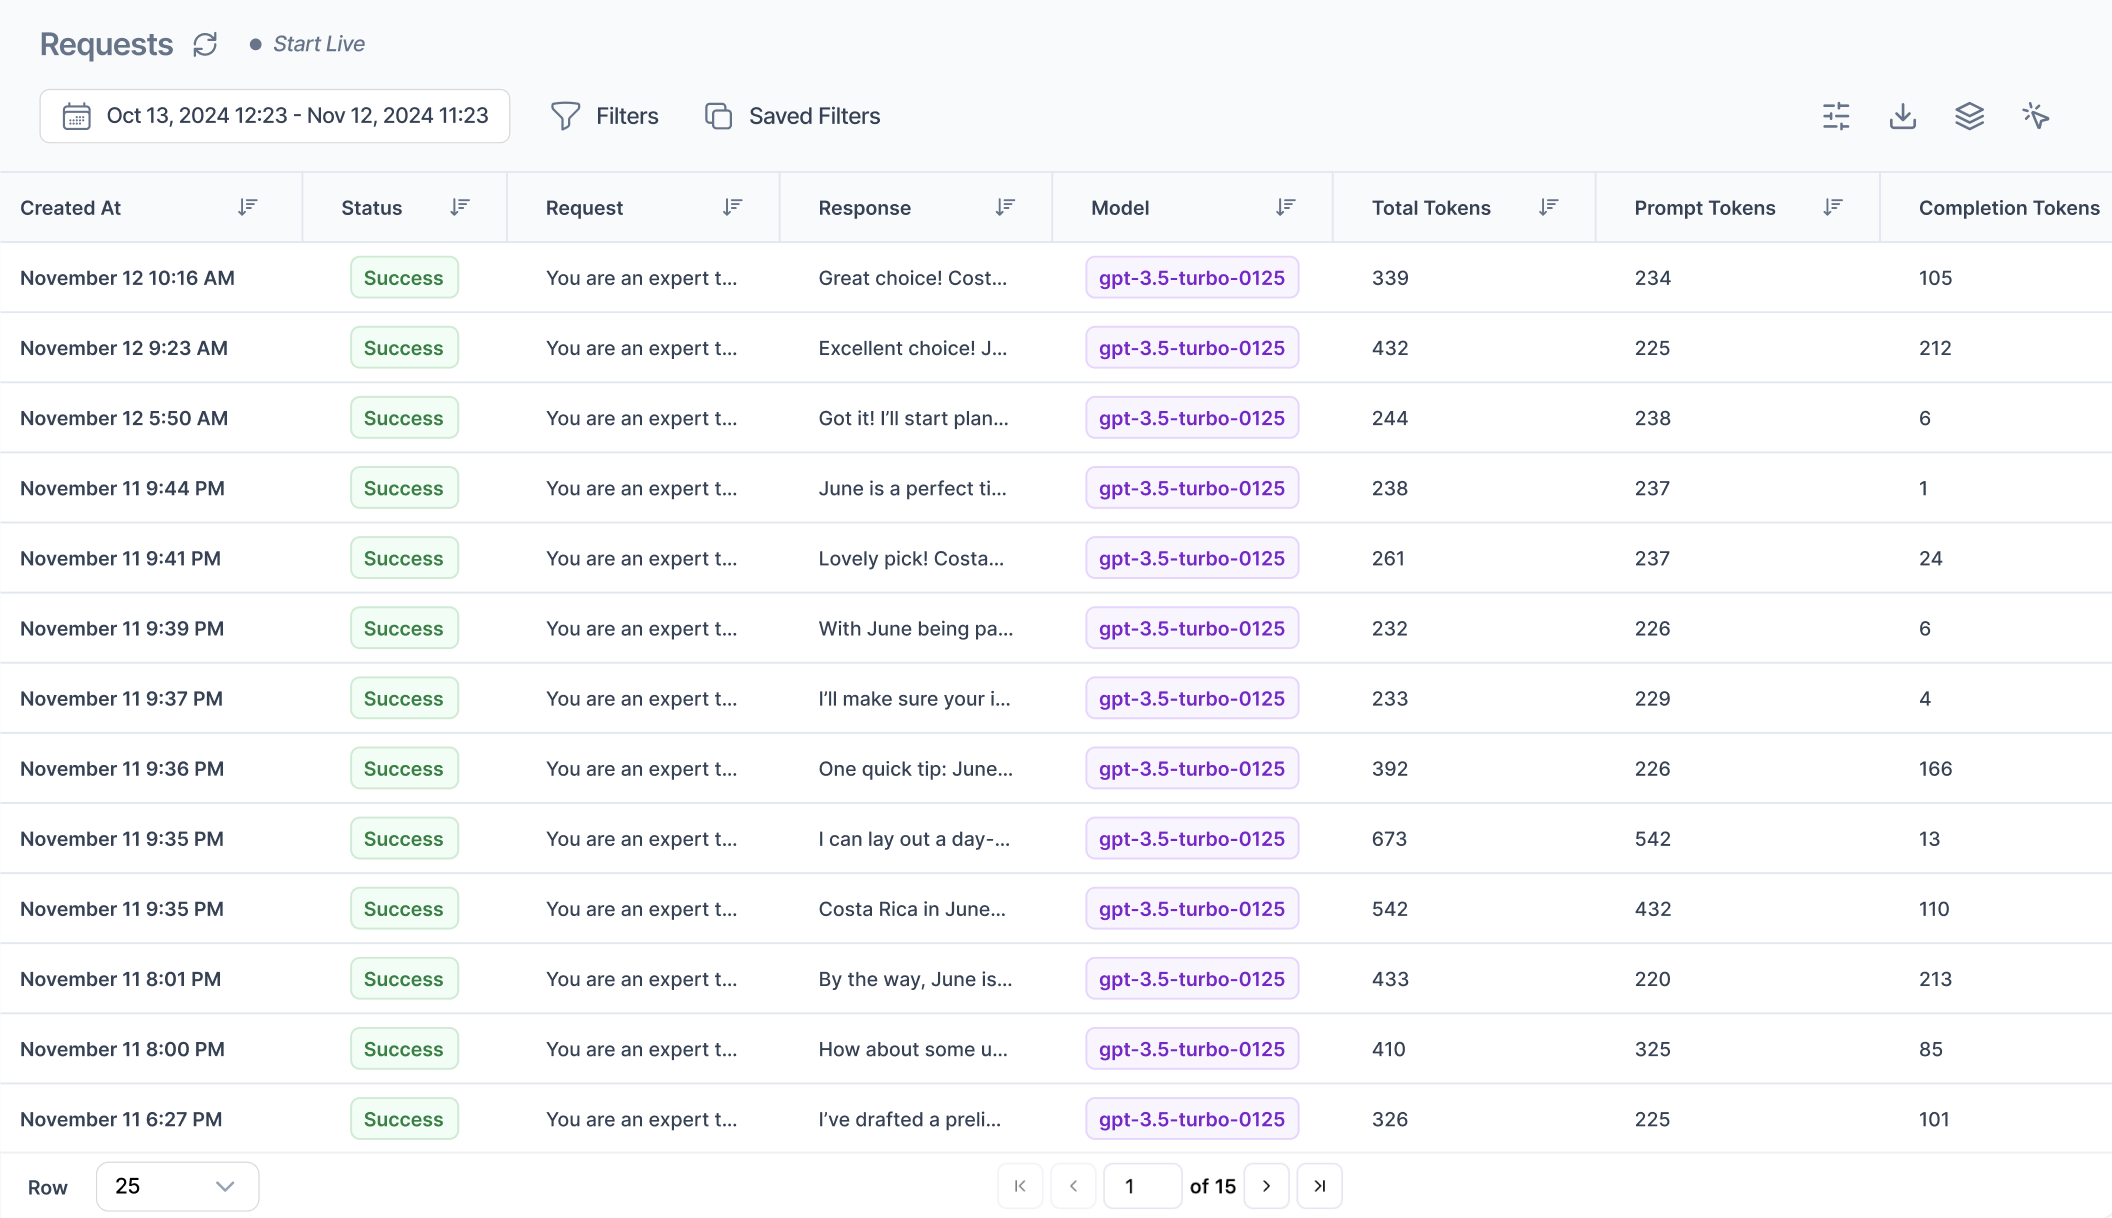 Requests Start Live
Oct 13, 2024 12:23 - Nov 12, 2024 11:23 Filters Saved Filters
Created At Status Request Response Model Total Tokens Prompt Tokens Completion Tokens
November 12 10:16 AM Success You are an expert t... Great choice! Cost... gpt-3.5-turbo-0125 339 234 105
November 12 9:23 AM Success You are an expert t... Excellent choice! J... gpt-3.5-turbo-0125 432 225 212
November 12 5:50 AM Success You are an expert t... Got it! I’ll start plan... gpt-3.5-turbo-0125 244 238 6
November 11 9:44 PM Success You are an expert t... June is a perfect ti... gpt-3.5-turbo-0125 238 237 1
November 11 9:41 PM Success You are an expert t... Lovely pick! Costa... gpt-3.5-turbo-0125 261 237 24
November 11 9:39 PM Success You are an expert t... With June being pa... gpt-3.5-turbo-0125 232 226 6
November 11 9:37 PM Success You are an expert t... I’ll make sure your i... gpt-3.5-turbo-0125 233 229 4
November 11 9:36 PM Success You are an expert t... One quick tip: June... gpt-3.5-turbo-0125 392 226 166
November 11 9:35 PM Success You are an expert t... I can lay out a day-... gpt-3.5-turbo-0125 673 542 13
November 11 9:35 PM Success You are an expert t... Costa Rica in June... gpt-3.5-turbo-0125 542 432 110
November 11 8:01 PM Success You are an expert t... By the way, June is... gpt-3.5-turbo-0125 433 220 213
November 11 8:00 PM Success You are an expert t... How about some u... gpt-3.5-turbo-0125 410 325 85
November 11 6:27 PM Success You are an expert t... I’ve drafted a preli... gpt-3.5-turbo-0125 326 225 101
Row 25 1 of 15